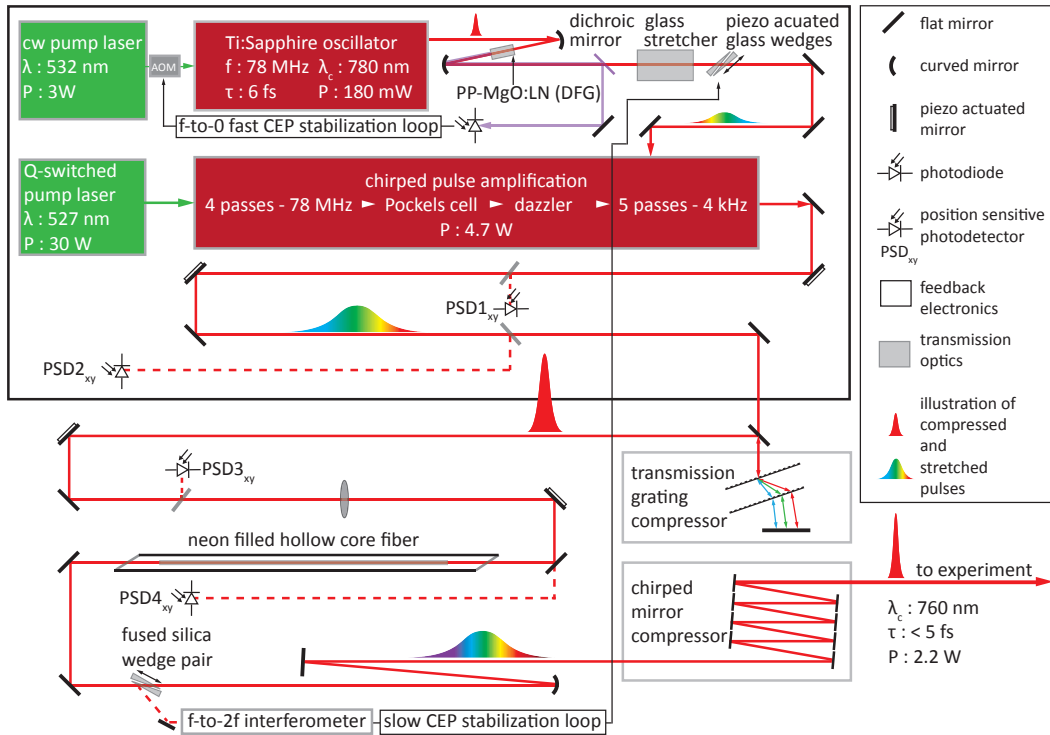 cw pump laser
λ : 532 nm
P : 3W
AOM
Ti:Sapphire oscillator
f : 78 MHz λc : 780 nm
τ : 6 fs P : 180 mW
dichroic
mirror
glass
stretcher
piezo acuated
glass wedges
PP-MgO:LN (DFG)
f-to-0 fast CEP stabilization loop
Q-switched
pump laser
λ : 527 nm
P : 30 W
chirped pulse amplification
4 passes - 78 MHz Pockels cell dazzler 5 passes - 4 kHz
P : 4.7 W
PSD1xy
PSD2xy
PSD3xy
neon filled hollow core fiber
PSD4xy
fused silica
wedge pair
f-to-2f interferometer
slow CEP stabilization loop
transmission
grating
compressor
chirped
mirror
compressor
to experiment
λc : 760 nm
τ : < 5 fs
P : 2.2 W
flat mirror
curved mirror
piezo actuated
mirror
photodiode
position sensitive
photodetector
PSDxy
feedback
electronics
transmission
optics
illustration of
compressed
and
stretched
pulses